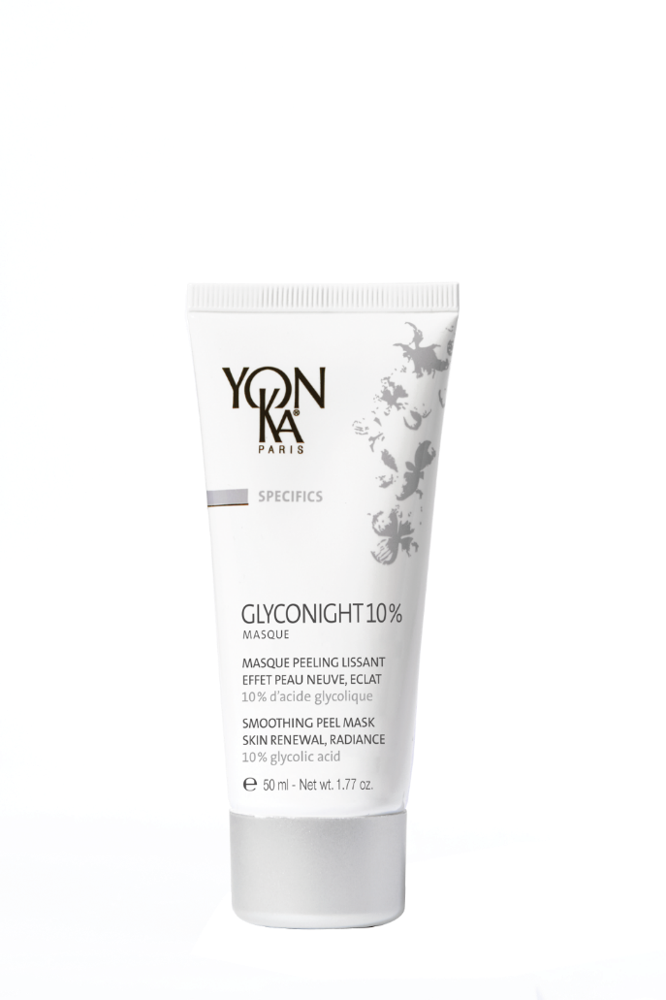 YON
KA®
PARIS
SPECIFICS
GLYCONIGHT 10%
MASQUE
MASQUE PEELING LISSANT
EFFET PEAU NEUVE, ECLAT
10% d'acide glycolique
SMOOTHING PEEL MASK
SKIN RENEWAL, RADIANCE
10% glycolic acid
℮ 50 ml - Net wt. 1.77 oz.